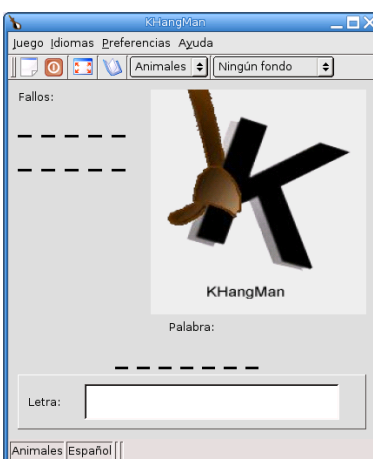 KHangMan
Juego Idiomas Preferencias Ayuda
Animales Ningún fondo
Fallos:
K
KHangMan
Palabra:
Letra:
Animales Español